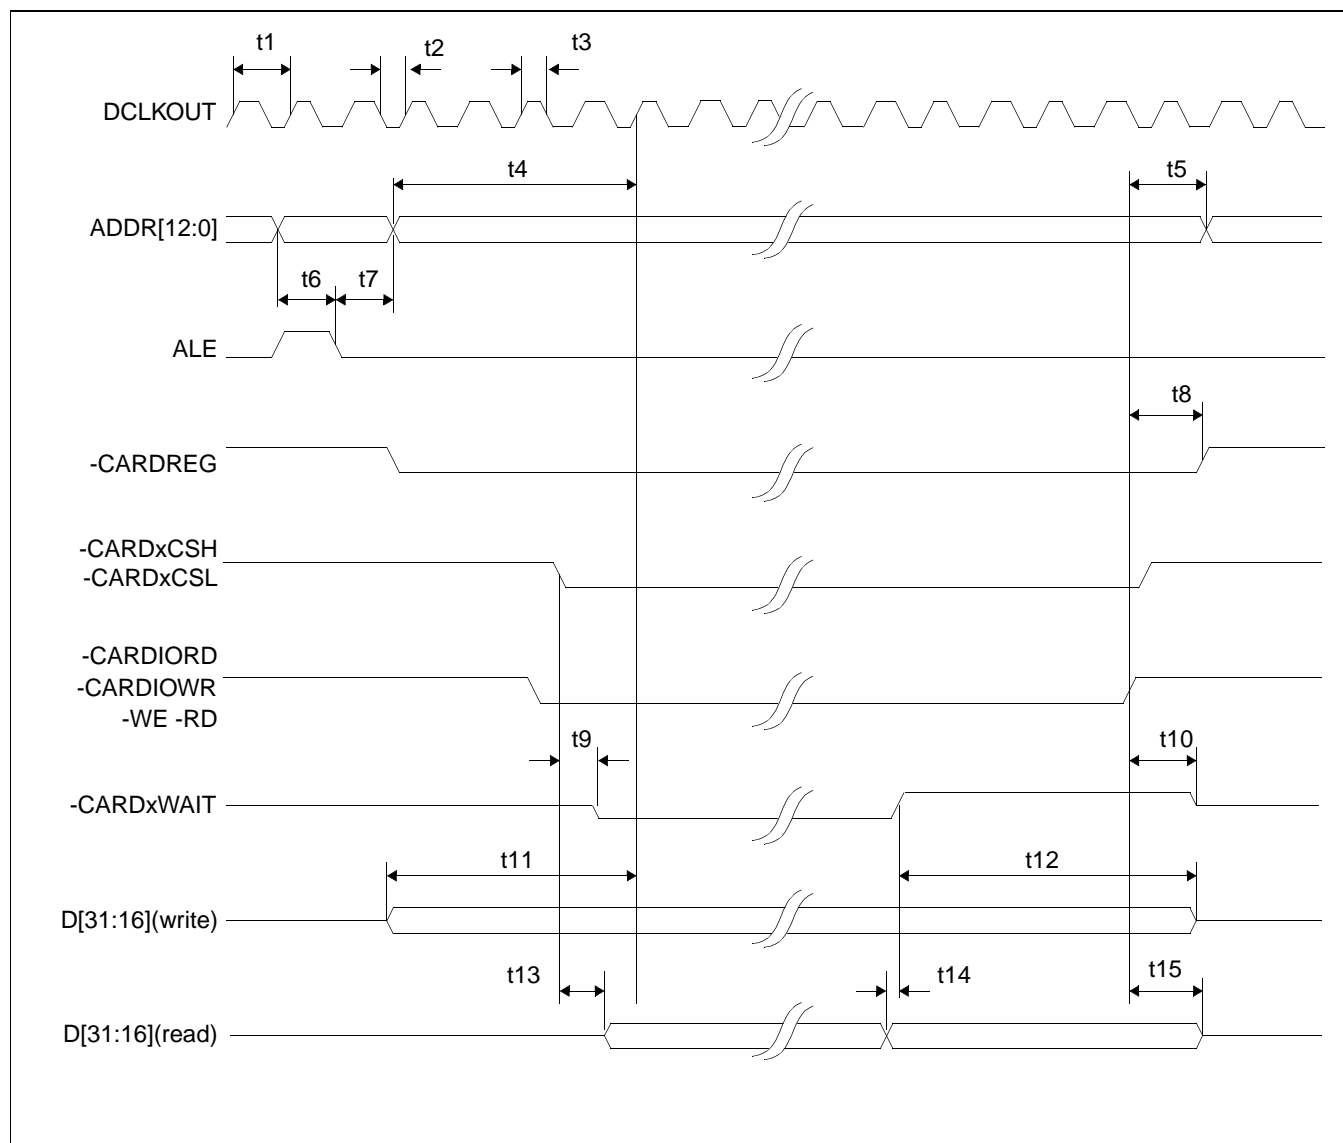 t1
t2
t3
DCLKOUT
t4
t5
ADDR[12:0]
t6
t7
ALE
t8
-CARDREG
-CARDxCSH
-CARDxCSL
-CARDIORD
-CARDIOWR
-WE -RD
t9
t10
-CARDxWAIT
t11
t12
D[31:16](write)
t13
t14
t15
D[31:16](read)